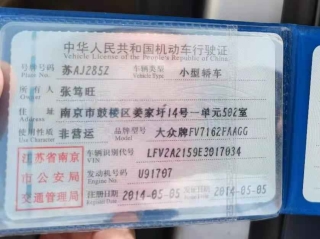 中华人民共和国机动车行驶证
Vehicle License of the People's Republic of China
号牌号码 苏AJ285Z 车辆类型 小型轿车
Plate No. Vehicle Type
所有人 张笃旺
Owner
住址 南京市鼓楼区姜家圩14号一单元502室
Address
使用性质 非营运 品牌型号 大众牌FV7162FAAGG
Use Character Model
江苏省南京
市公安局
交通管理局
车辆识别代号 LFV2A2159E3017034
VIN
发动机号码 U91707
Engine No.
注册日期 2014-05-05 发证日期 2014-05-05
Register Date Issue Date